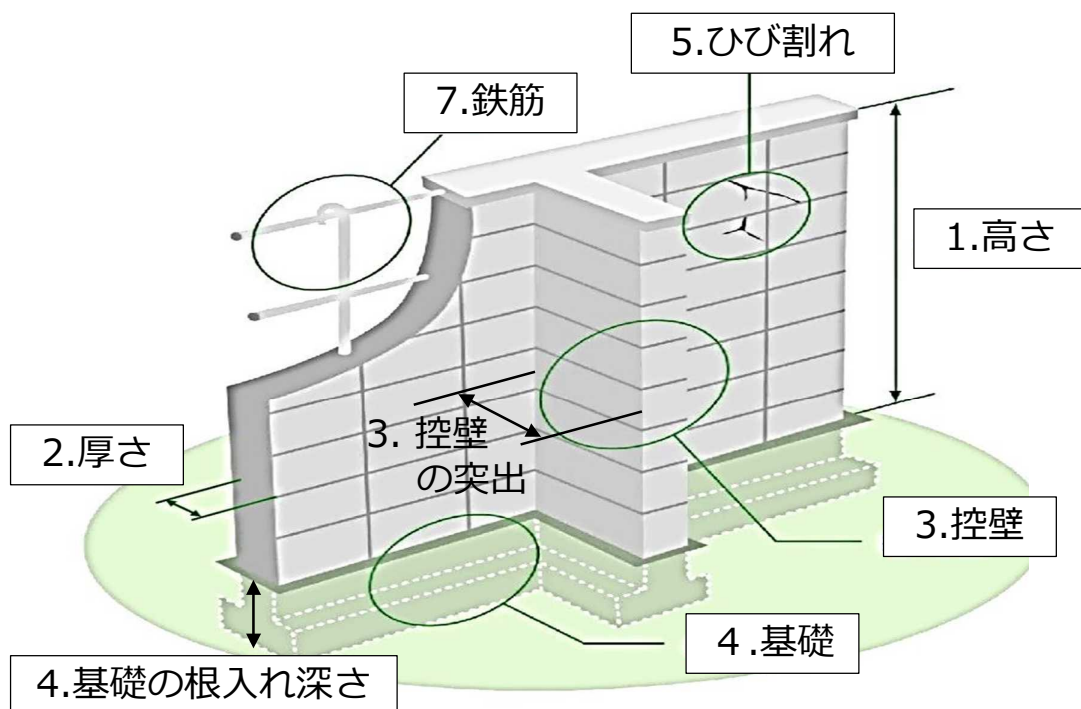 5.ひび割れ
7.鉄筋
1.高さ
2.厚さ
3. 控壁
の突出
3.控壁
4.基礎
4.基礎の根入れ深さ